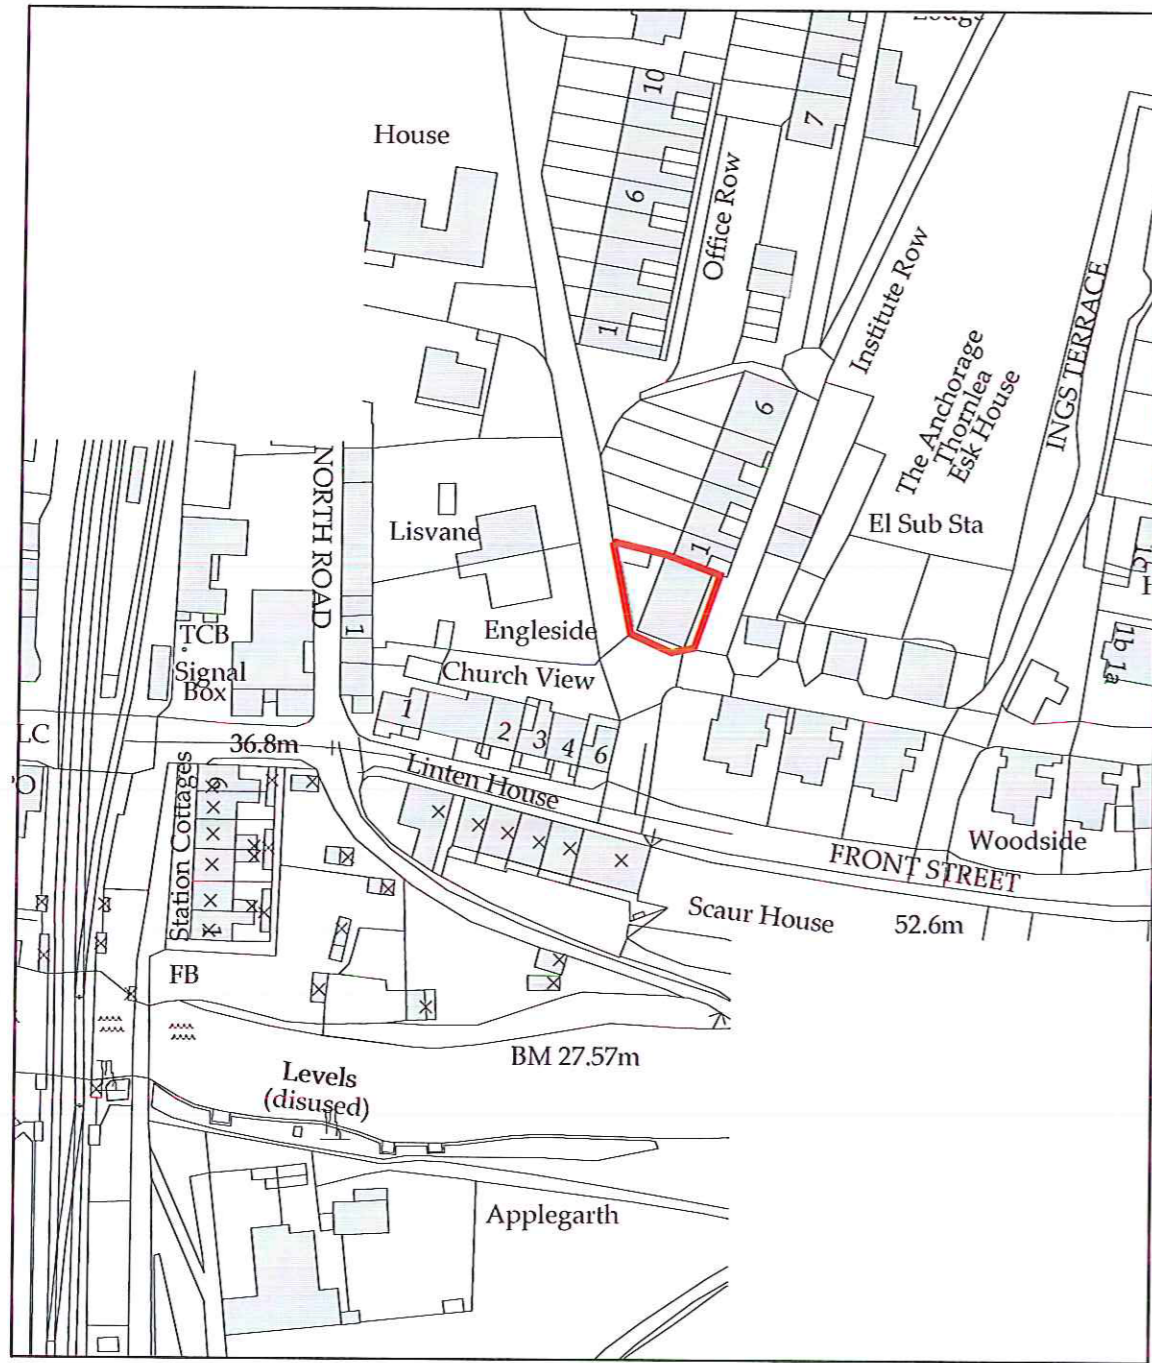 House
10
6
1
7
Office Row
Institute Row
The Anchorage
Thornlea
Esk House
INGS TERRACE
El Sub Sta
6
1
NORTH ROAD
Lisvane
Engleside
Church View
1
TCB
Signal
Box
1
2
3
4
6
LC
36.8m
Linten House
Station Cottages
6
1
1b
1a
Woodside
FRONT STREET
Scaur House
52.6m
FB
BM 27.57m
Levels
(disused)
Applegarth